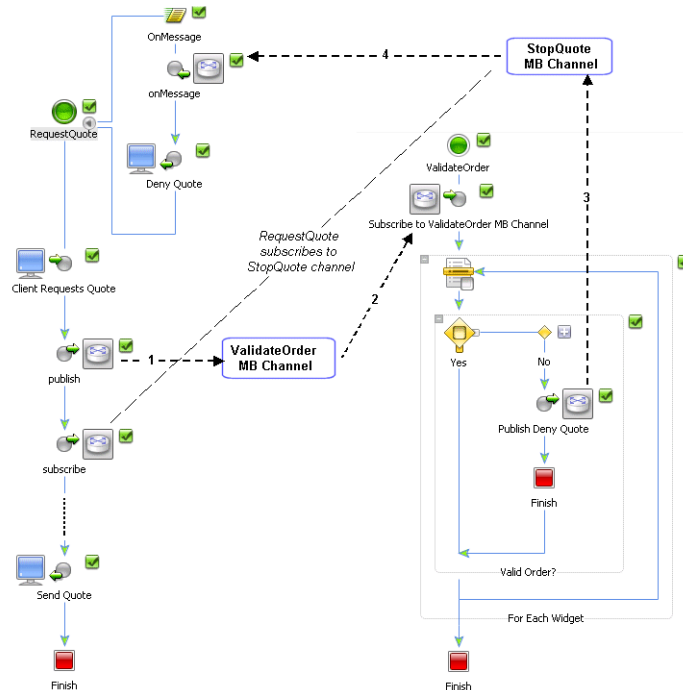 OnMessage
onMessage
RequestQuote
Deny Quote
4
StopQuote
MB Channel
ValidateOrder
3
Subscribe to ValidateOrder MB Channel
RequestQuote
subscribes to
StopQuote channel
2
Client Requests Quote
1
ValidateOrder
MB Channel
publish
Yes
No
Publish Deny Quote
subscribe
Finish
Valid Order?
Send Quote
For Each Widget
Finish
Finish